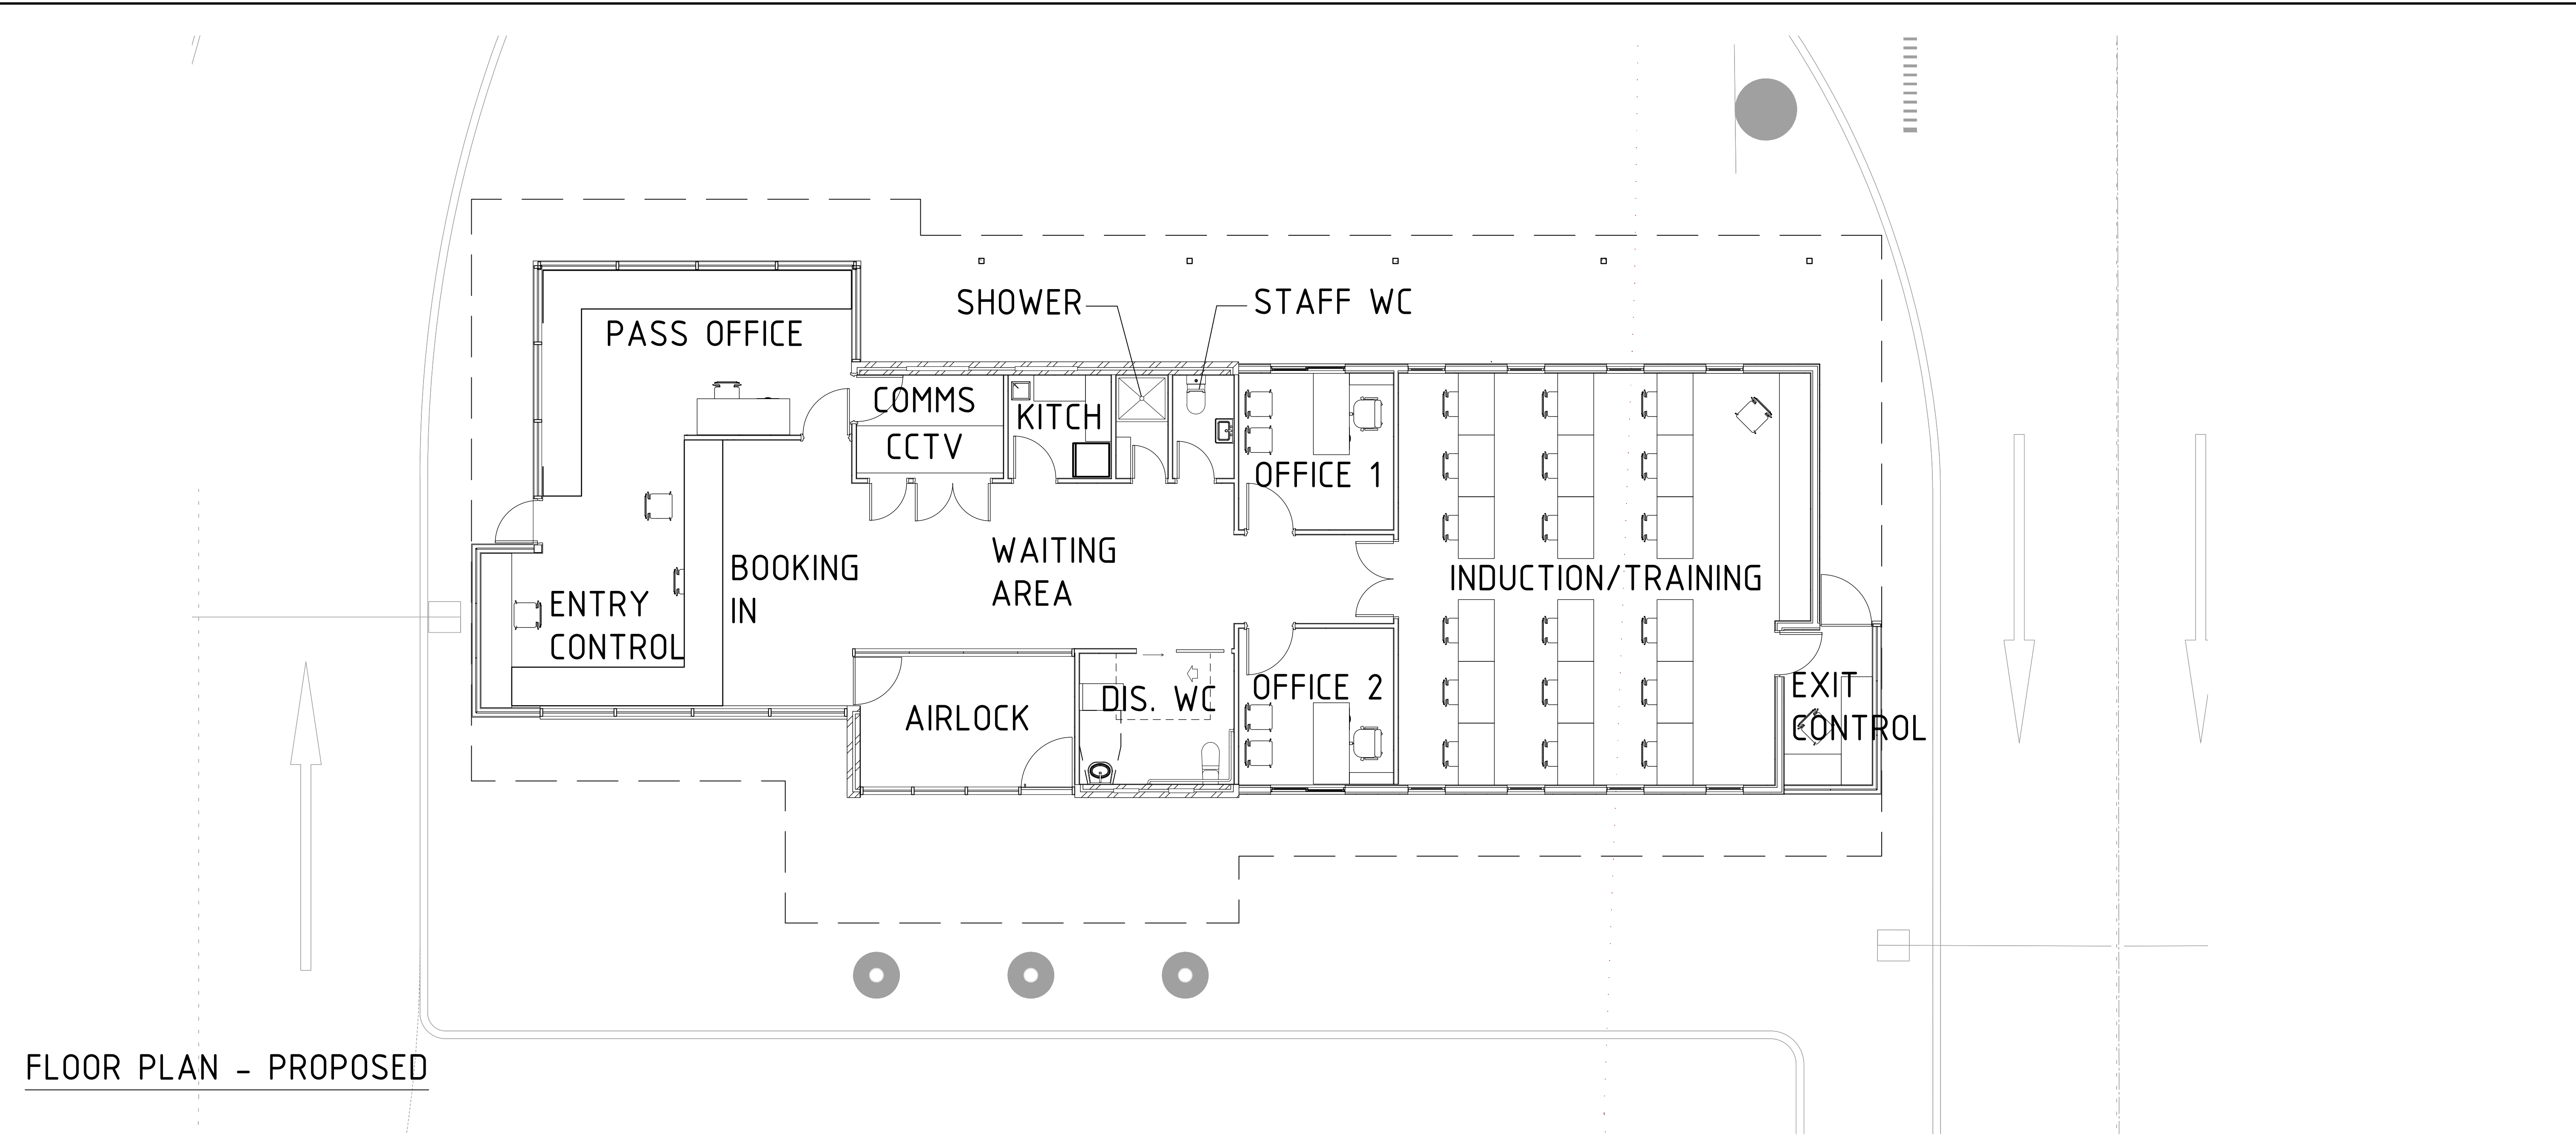 SHOWER
STAFF WC
PASS OFFICE
COMMS
KITCH
CCTV
OFFICE 1
WAITING
AREA
BOOKING
IN
INDUCTION/TRAINING
ENTRY
CONTROL
DIS. WC
OFFICE 2
EXIT
CONTROL
AIRLOCK
FLOOR PLAN - PROPOSED